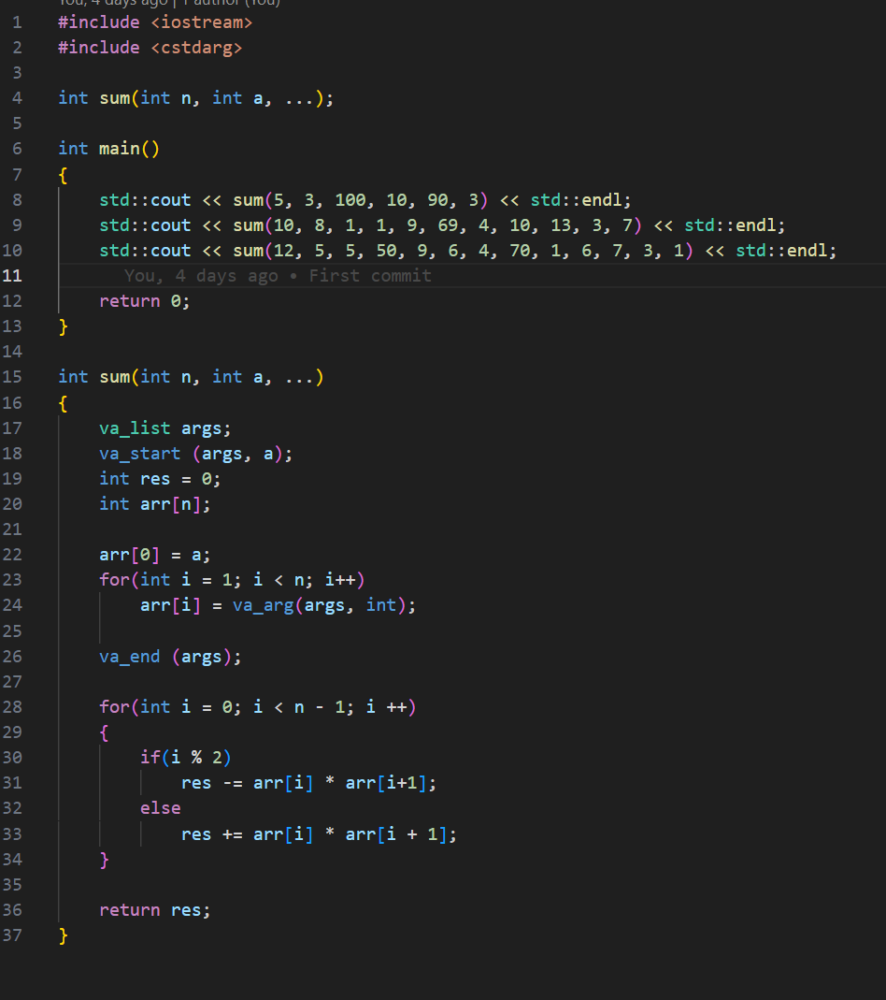 You, 4 days ago | 1 author (You)
1 #include <iostream>
2 #include <cstdarg>
3
4 int sum(int n, int a, ...);
5
6 int main()
7 {
8 std::cout << sum(5, 3, 100, 10, 90, 3) << std::endl;
9 std::cout << sum(10, 8, 1, 1, 9, 69, 4, 10, 13, 3, 7) << std::endl;
10 std::cout << sum(12, 5, 5, 50, 9, 6, 4, 70, 1, 6, 7, 3, 1) << std::endl;
11 You, 4 days ago • First commit
12 return 0;
13 }
14
15 int sum(int n, int a, ...)
16 {
17 va_list args;
18 va_start (args, a);
19 int res = 0;
20 int arr[n];
21
22 arr[0] = a;
23 for(int i = 1; i < n; i++)
24 arr[i] = va_arg(args, int);
25
26 va_end (args);
27
28 for(int i = 0; i < n - 1; i ++)
29 {
30 if(i % 2)
31 res -= arr[i] * arr[i+1];
32 else
33 res += arr[i] * arr[i + 1];
34 }
35
36 return res;
37 }